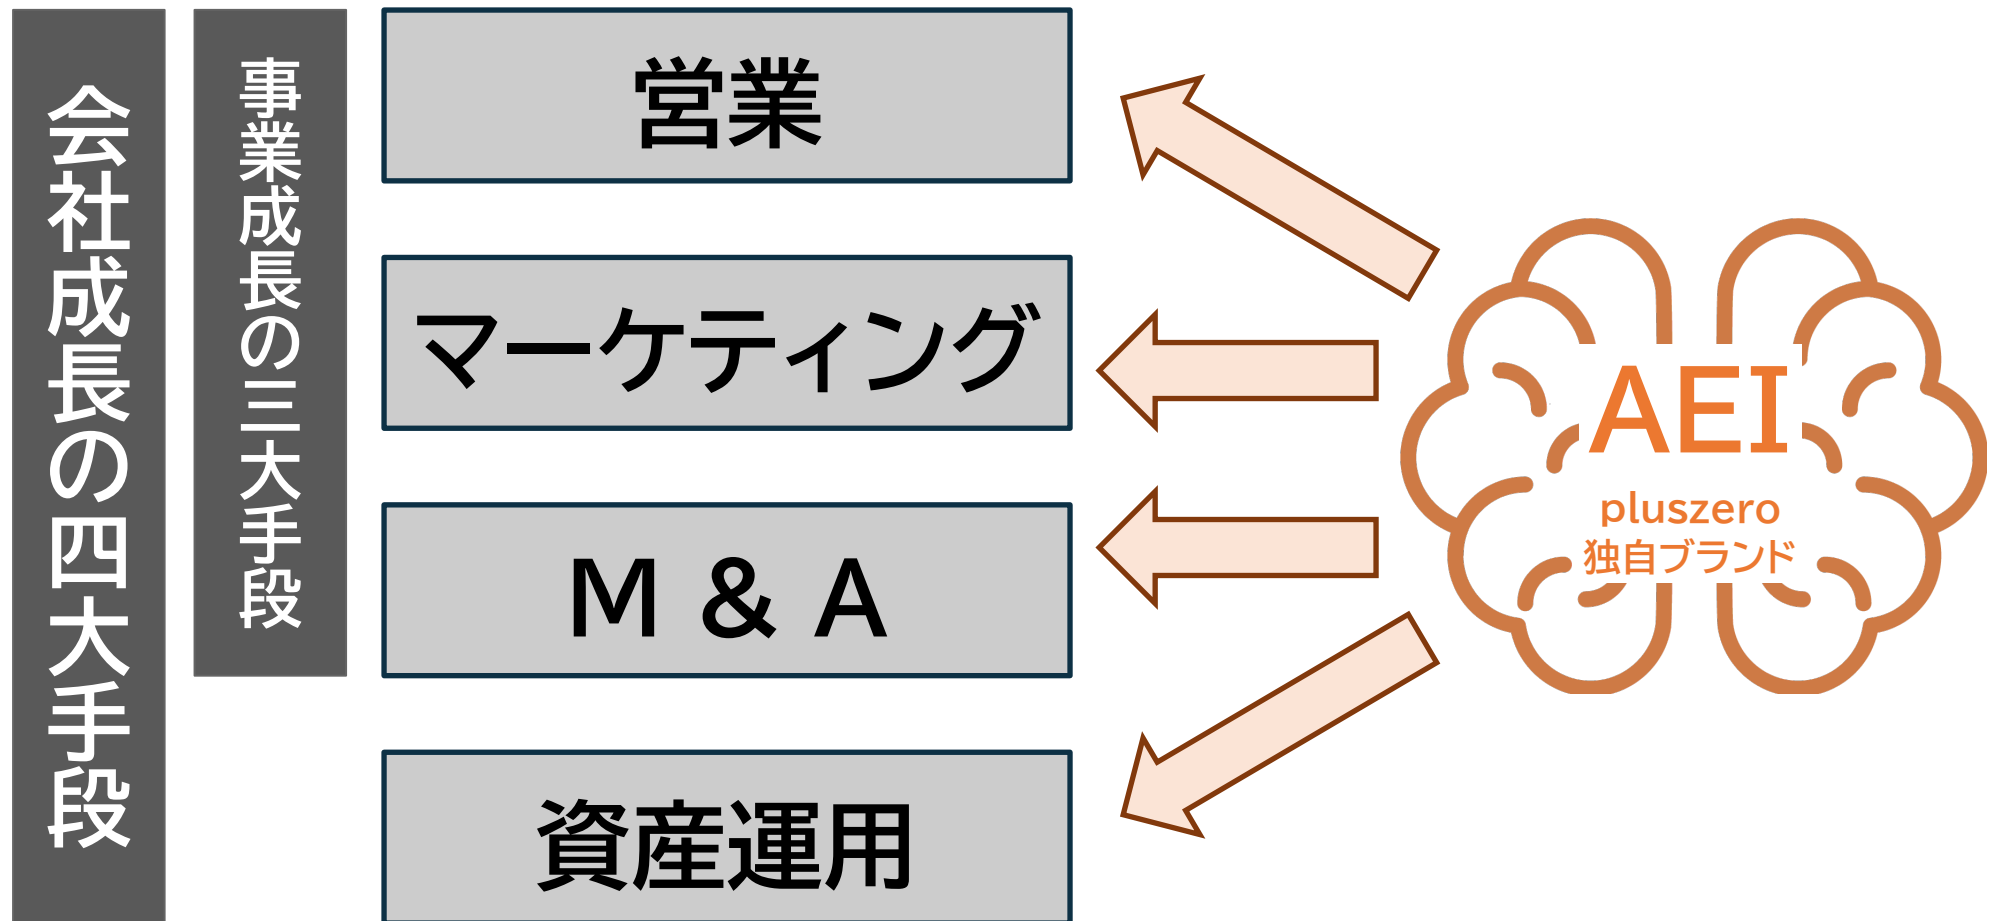 会社成長の四大手段
事業成長の三大手段
営業
マーケティング
M & A
資産運用
AEI
pluszero
独自ブランド